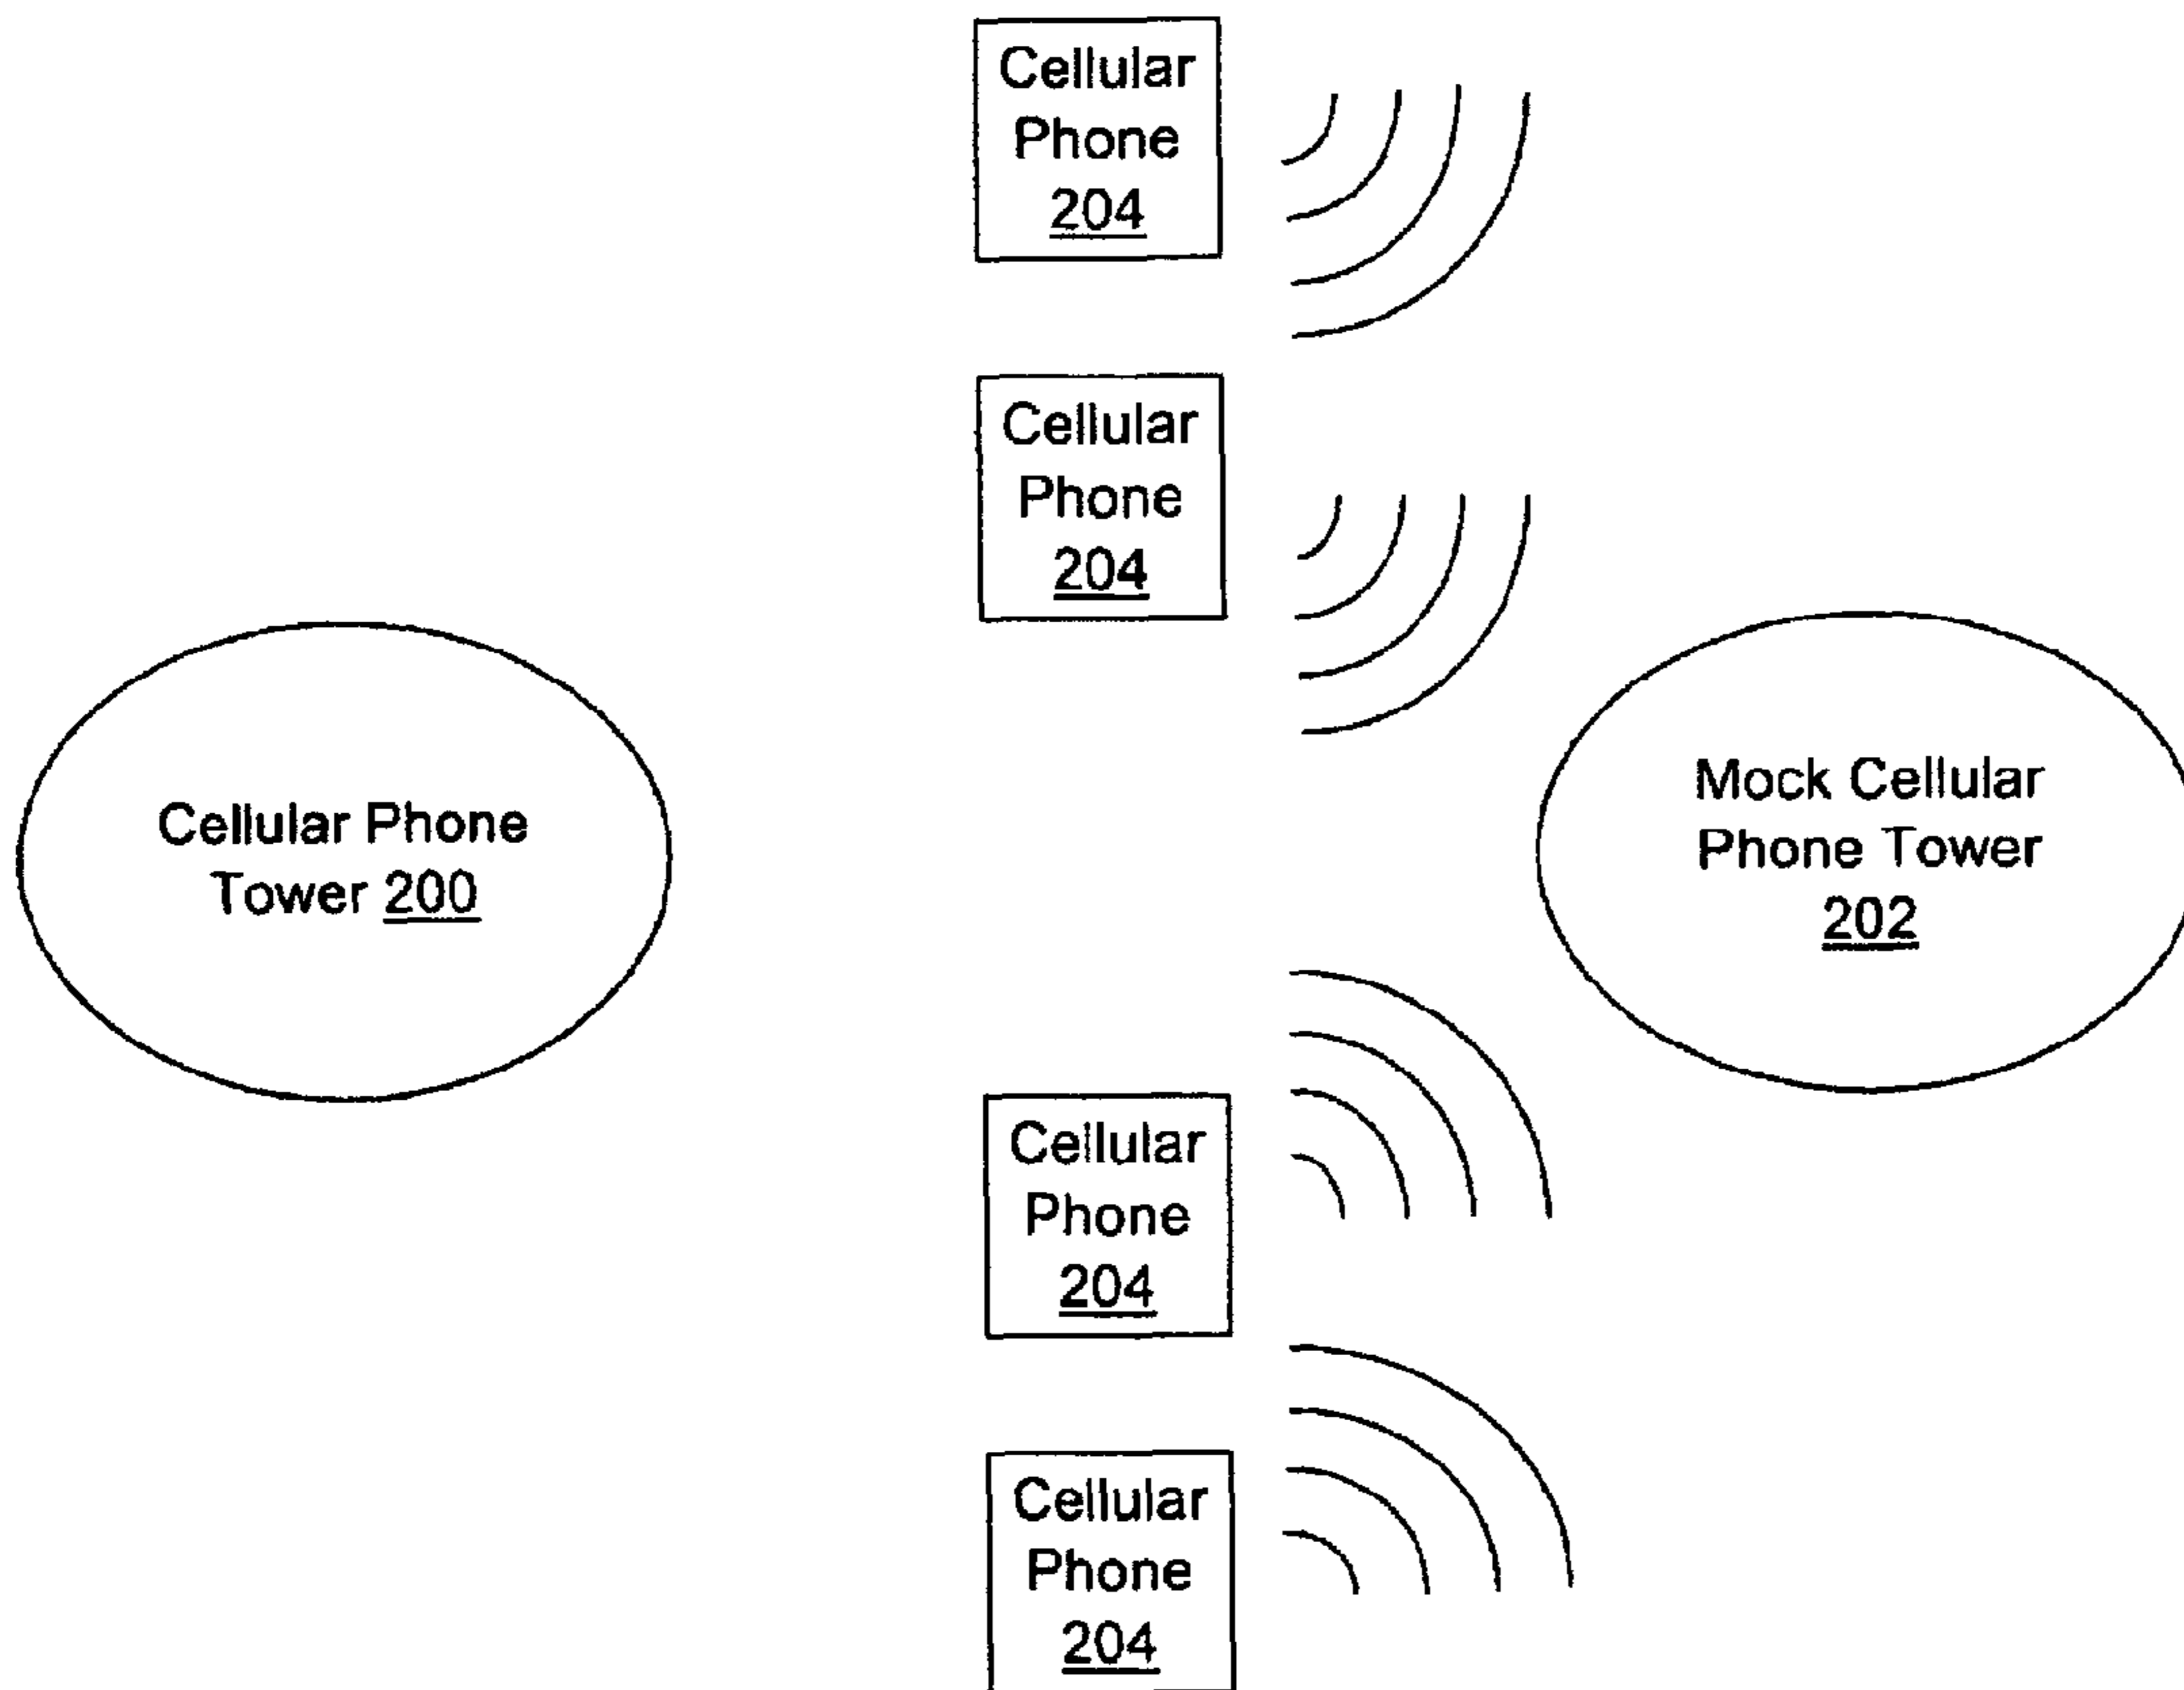 Cellular
Phone
204
Cellular
Phone
204
Cellular Phone
Tower 200
Mock Cellular
Phone Tower
202
Cellular
Phone
204
Cellular
Phone
204